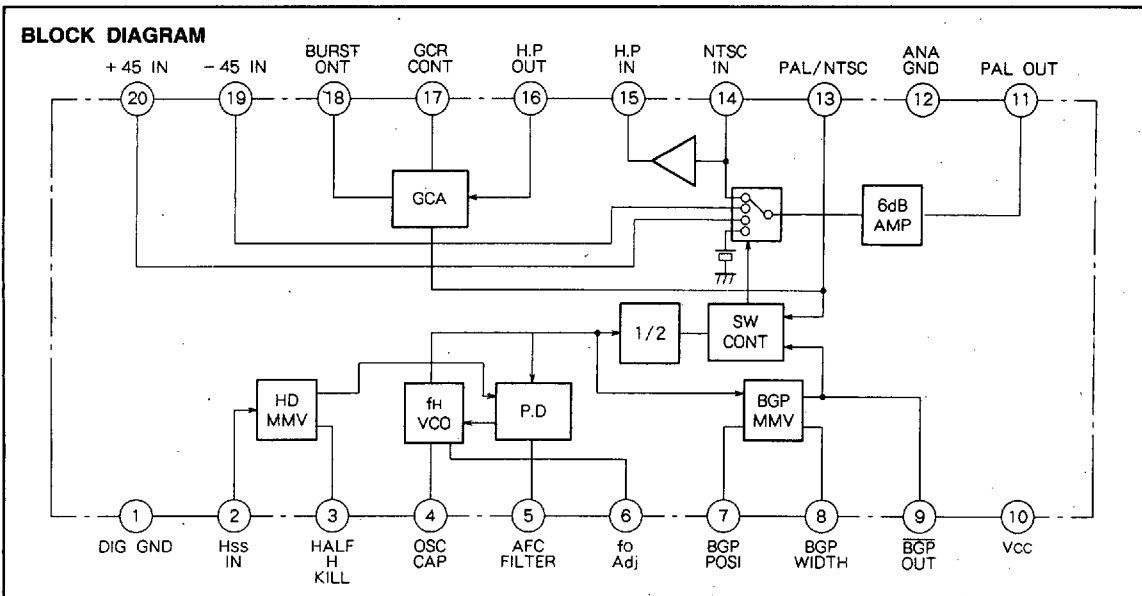 BLOCK DIAGRAM
+45 IN
-45 IN
BURST
ONT
GCR
CONT
H.P
OUT
H.P
IN
NTSC
IN
PAL/NTSC
ANA
GND
PAL OUT
20
19
18
17
16
15
14
13
12
11
GCA
6dB
AMP
1/2
SW
CONT
HD
MMV
fH
VCO
P.D
BGP
MMV
1
2
3
4
5
6
7
8
9
10
DIG GND
Hss
IN
HALF
H
KILL
OSC
CAP
AFC
FILTER
fo
Adj
BGP
POSI
BGP
WIDTH
BGP
OUT
Vcc